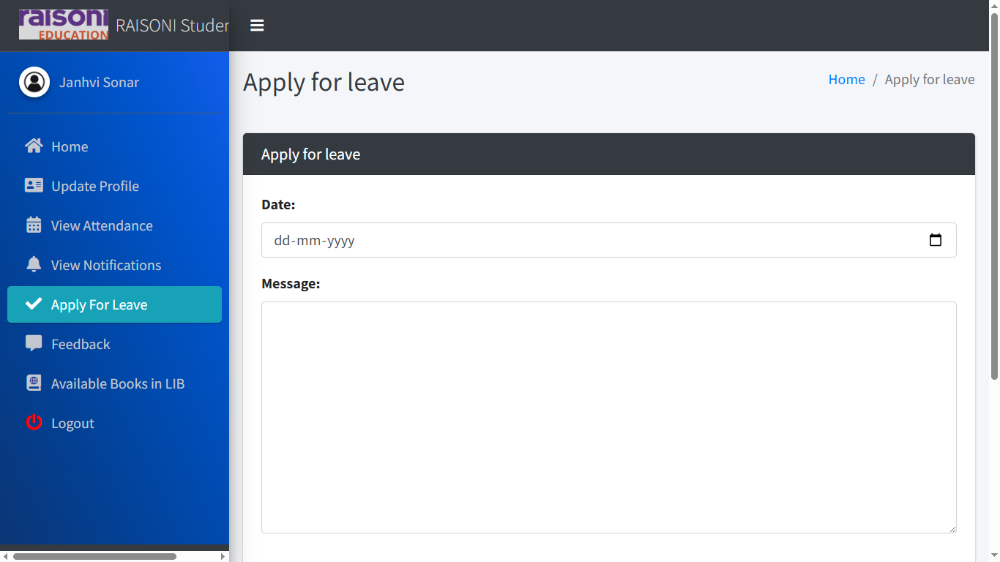 raisoni
EDUCATION
RAISONI Studen
Janhvi Sonar
Home
Update Profile
View Attendance
View Notifications
Apply For Leave
Feedback
Available Books in LIB
Logout
Apply for leave
Home / Apply for leave
Apply for leave
Date:
dd-mm-yyyy
Message: